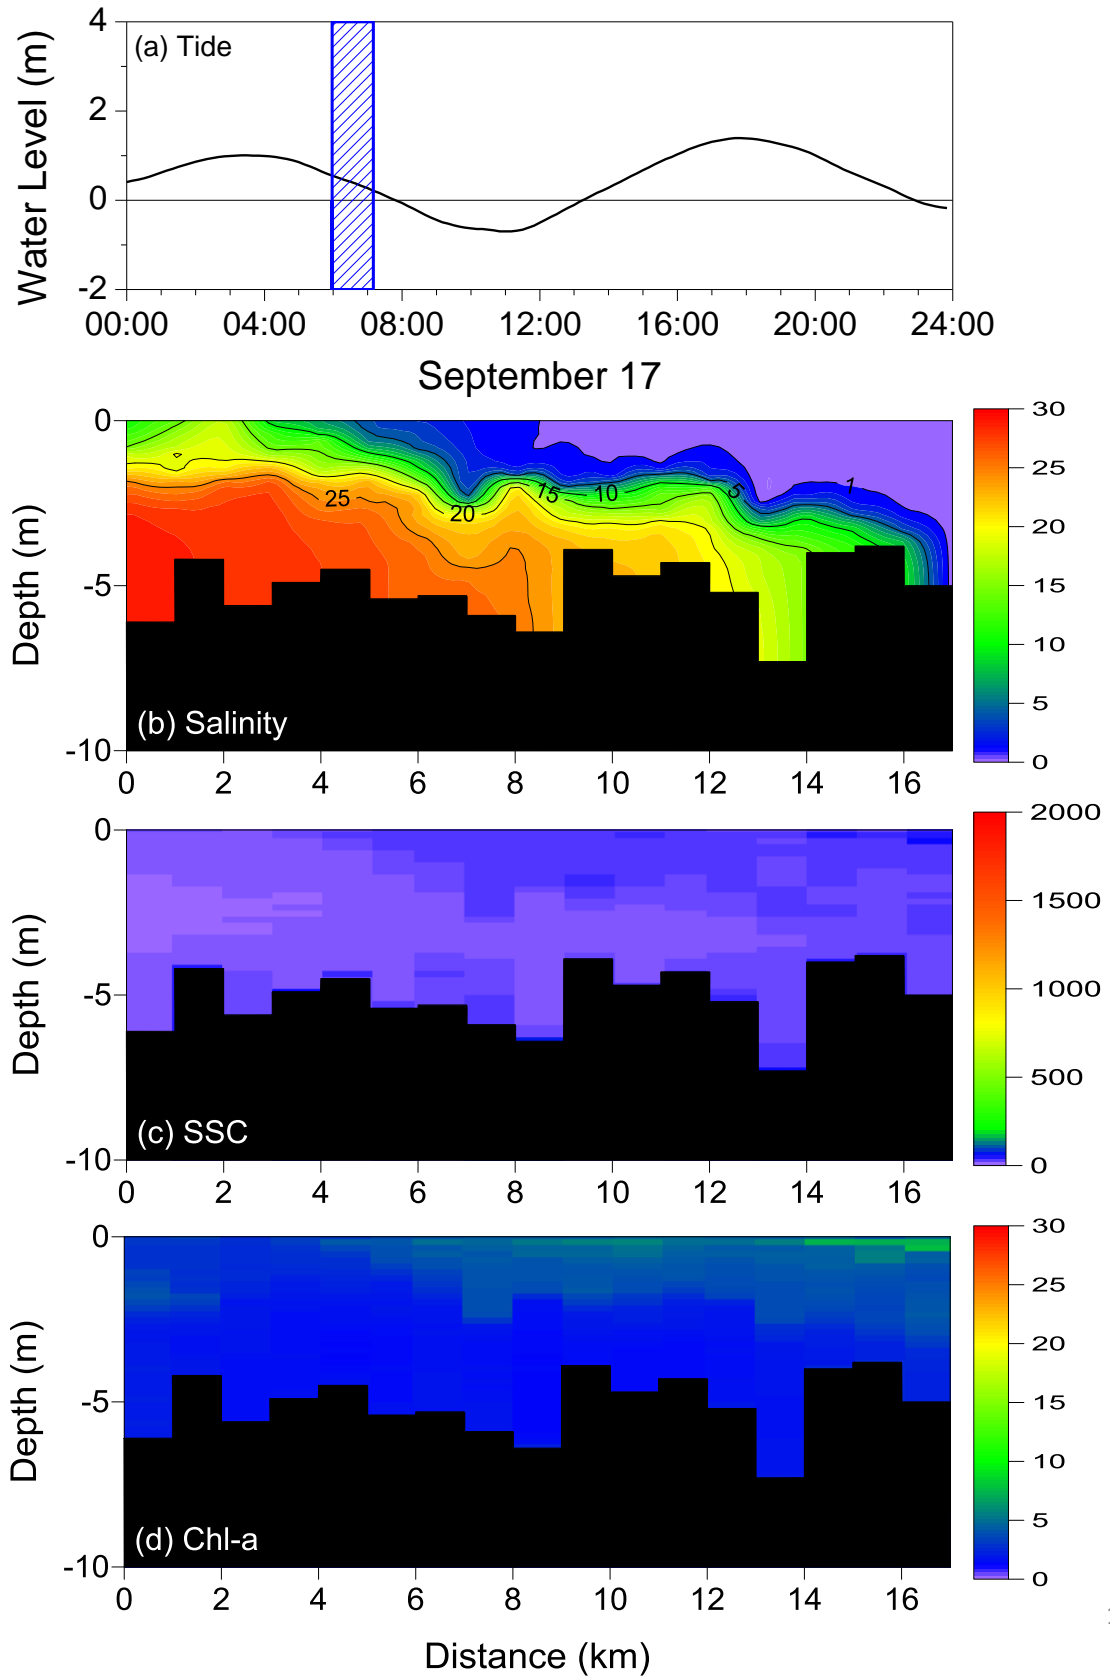 4
(a) Tide
2
0
-2
Water Level (m)
00:00 04:00 08:00 12:00 16:00 20:00 24:00
September 17
0
-5
-10
Depth (m)
25
20
15
10
5
1
(b) Salinity
0 2 4 6 8 10 12 14 16
30
25
20
15
10
5
0
0
-5
-10
Depth (m)
(c) SSC
0 2 4 6 8 10 12 14 16
2000
1500
1000
500
0
0
-5
-10
Depth (m)
(d) Chl-a
0 2 4 6 8 10 12 14 16
30
25
20
15
10
5
0
Distance (km)